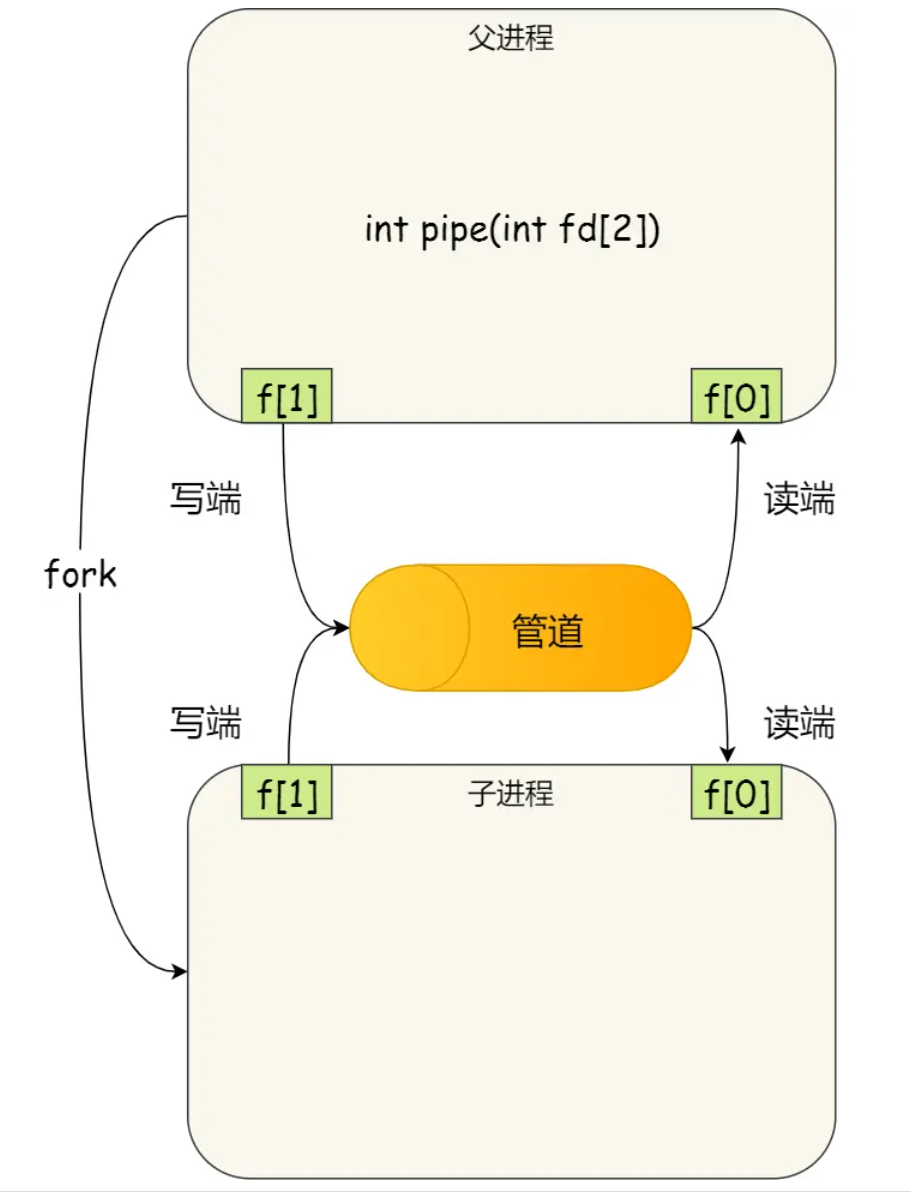 父进程
int pipe(int fd[2])
f[1]
f[0]
写端
读端
fork
管道
写端
读端
f[1]
子进程
f[0]